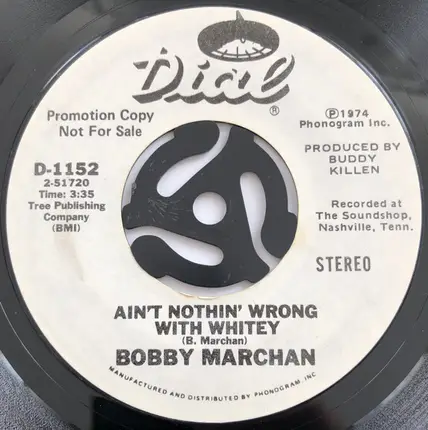 Dial®
Promotion Copy
Not For Sale
℗1974
Phonogram Inc.
PRODUCED BY
BUDDY
KILLEN
D-1152
2-51720
Time: 3:35
Tree Publishing
Company
(BMI)
Recorded at
The Soundshop,
Nashville, Tenn.
STEREO
AIN'T NOTHIN' WRONG
WITH WHITEY
(B. Marchan)
BOBBY MARCHAN
MANUFACTURED AND DISTRIBUTED BY PHONOGRAM, INC